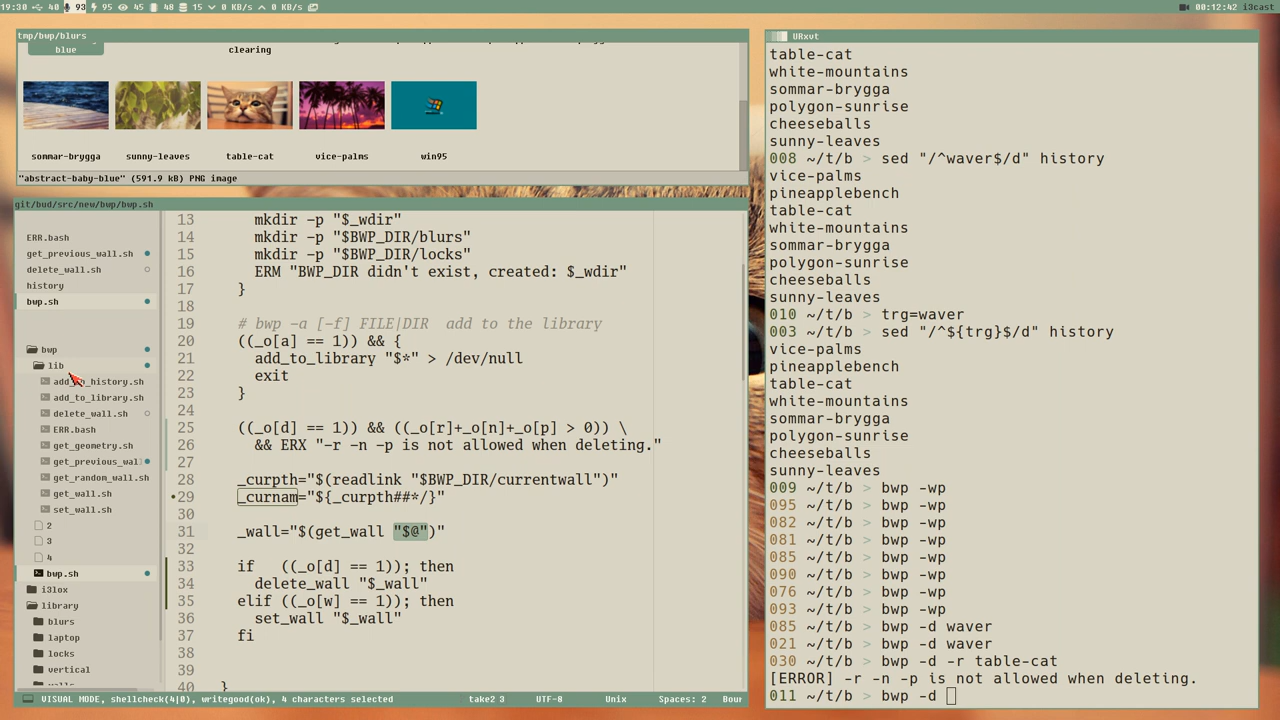 19:30 40 93 95 45 48 15 0 KB/s 0 KB/s
00:12:42 i3cast
tmp/bwp/blurs
blue
clearing
sommar-brygga sunny-leaves table-cat vice-palms win95
"abstract-baby-blue" (591.9 kB) PNG image
git/bud/src/new/bwp/bwp.sh
ERR.bash
get_previous_wall.sh
delete_wall.sh
history
bwp.sh
bwp
lib
add_to_history.sh
add_to_library.sh
delete_wall.sh
ERR.bash
get_geometry.sh
get_previous_wal
get_random_wall.sh
get_wall.sh
set_wall.sh
2
3
4
bwp.sh
i3lox
library
blurs
laptop
locks
vertical
13 mkdir -p "$_wdir"
14 mkdir -p "$BWP_DIR/blurs"
15 mkdir -p "$BWP_DIR/locks"
16 ERM "BWP_DIR didn't exist, created: $_wdir"
17 }
18
19 # bwp -a [-f] FILE|DIR  add to the library
20 ((_o[a] == 1)) && {
21 add_to_library "$*" > /dev/null
22 exit
23 }
24
25 ((_o[d] == 1)) && ((_o[r]+_o[n]+_o[p] > 0)) \
26 && ERX "-r -n -p is not allowed when deleting."
27
28 _curpth="$(readlink "$BWP_DIR/currentwall")"
29 _curnam="${_curpth##*/}"
30
31 _wall="$(get_wall "$@")"
32
33 if   ((_o[d] == 1)); then
34 delete_wall "$_wall"
35 elif ((_o[w] == 1)); then
36 set_wall "$_wall"
37 fi
38
39
40 }
VISUAL MODE, shellcheck(4|0), writegood(ok), 4 characters selected take2 3 UTF-8 Unix Spaces: 2 Bour
URxvt
table-cat
white-mountains
sommar-brygga
polygon-sunrise
cheeseballs
sunny-leaves
008 ~/t/b > sed "/^waver$/d" history
vice-palms
pineapplebench
table-cat
white-mountains
sommar-brygga
polygon-sunrise
cheeseballs
sunny-leaves
010 ~/t/b > trg=waver
003 ~/t/b > sed "/^${trg}$/d" history
vice-palms
pineapplebench
table-cat
white-mountains
sommar-brygga
polygon-sunrise
cheeseballs
sunny-leaves
009 ~/t/b > bwp -wp
095 ~/t/b > bwp -wp
082 ~/t/b > bwp -wp
081 ~/t/b > bwp -wp
085 ~/t/b > bwp -wp
090 ~/t/b > bwp -wp
076 ~/t/b > bwp -wp
093 ~/t/b > bwp -wp
085 ~/t/b > bwp -d waver
021 ~/t/b > bwp -d waver
030 ~/t/b > bwp -d -r table-cat
[ERROR] -r -n -p is not allowed when deleting.
011 ~/t/b > bwp -d